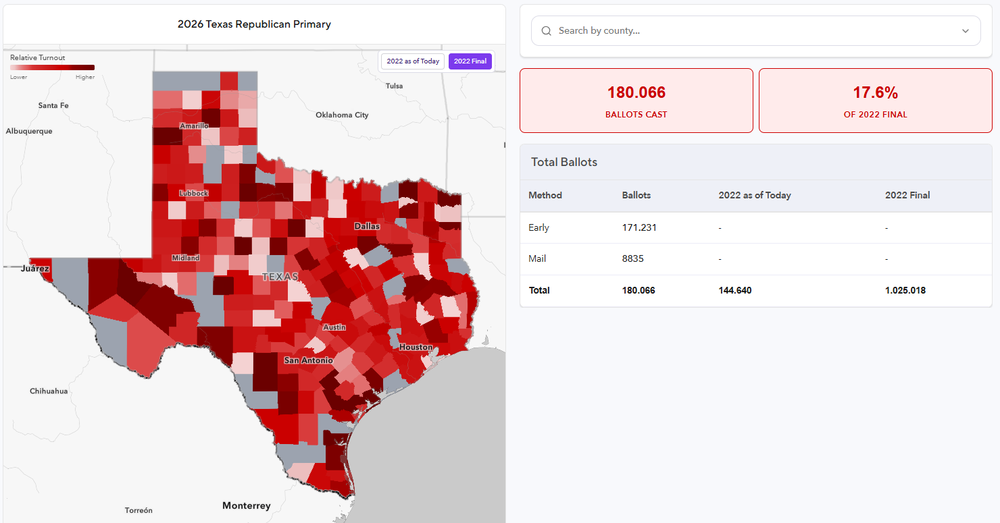 2026 Texas Republican Primary
Relative Turnout
Lower Higher
2022 as of Today 2022 Final
Tulsa
Santa Fe
Oklahoma City
Albuquerque
Amarillo
Lubbock
Dallas
Midland
Juárez
TEXAS
Austin
Houston
San Antonio
Chihuahua
Monterrey
Torreón
Search by county...
180.066
BALLOTS CAST
17.6%
OF 2022 FINAL
Total Ballots
Method Ballots 2022 as of Today 2022 Final
Early 171.231 - -
Mail 8835 - -
Total 180.066 144.640 1.025.018